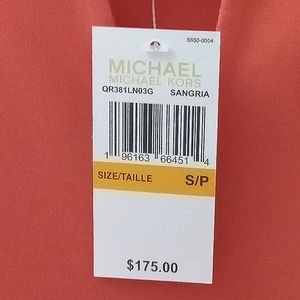 S650-0004
MICHAEL
MICHAEL KORS
QR381LN03G SANGRIA
1 96163 66451 4
SIZE/TAILLE S/P
$175.00